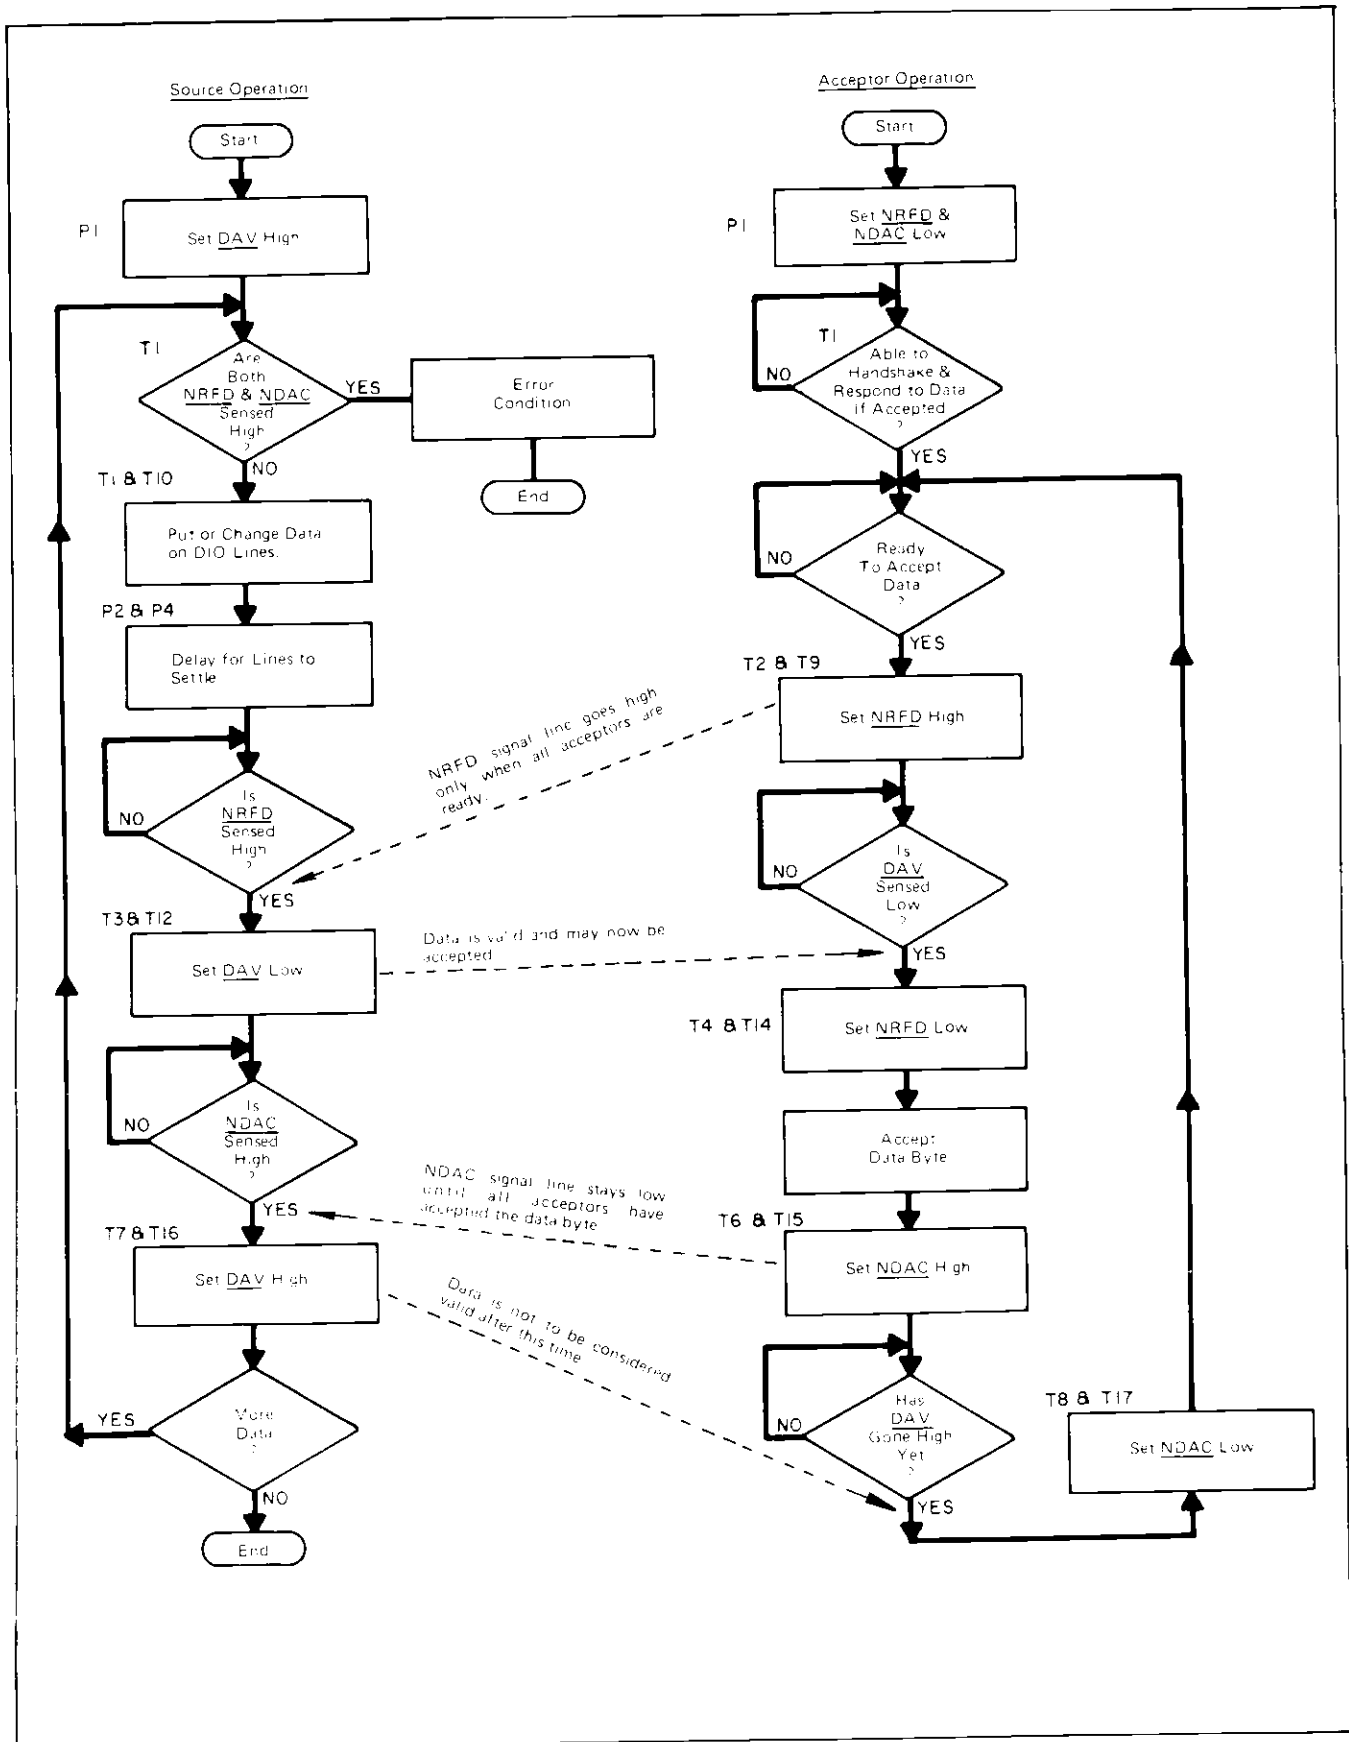 Source Operation
Start
P1
Set DAV High
T1
Are
Both
NRFD & NDAC
Sensed
High
?
YES
Error
Condition
End
NO
T1 & T10
Put or Change Data
on DIO Lines.
P2 & P4
Delay for Lines to
Settle
Is
NRFD
Sensed
High
?
NO
YES
T3 & T12
Set DAV Low
Is
NDAC
Sensed
High
?
NO
YES
T7 & T16
Set DAV High
More
Data
?
YES
NO
End
NRFD signal line goes high
only when all acceptors are
ready.
Data is valid and may now be
accepted
NDAC signal line stays low
until all acceptors have
accepted the data byte
Data is not to be considered
valid after this time
Acceptor Operation
Start
P1
Set NRFD &
NDAC Low
T1
Able to
Handshake &
Respond to Data
if Accepted
?
NO
YES
Ready
To Accept
Data
?
NO
YES
T2 & T9
Set NRFD High
Is
DAV
Sensed
Low
?
NO
YES
T4 & T14
Set NRFD Low
Accept
Data Byte
T6 & T15
Set NDAC High
Has
DAV
Gone High
Yet
?
NO
YES
T8 & T17
Set NDAC Low